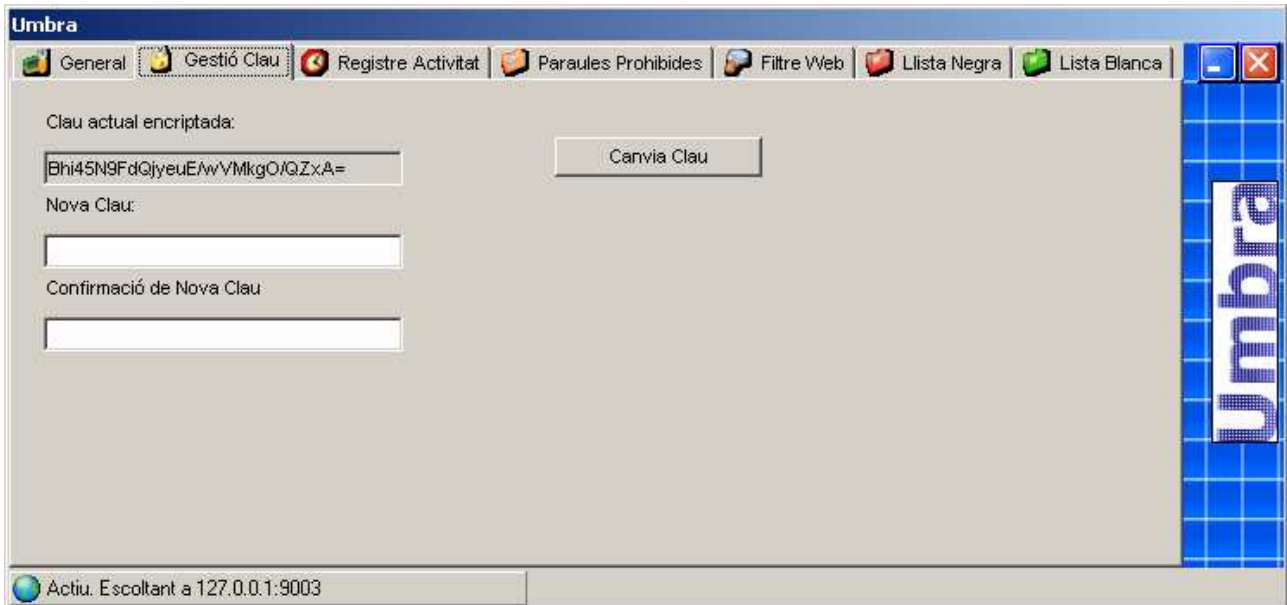 Umbra
General Gestió Clau Registre Activitat Paraules Prohibides Filtre Web Llista Negra Lista Blanca
Clau actual encriptada:
Canvia Clau
Bhi45N9FdQjyeuE/wVMkgO/QZxA=
Nova Clau:
Confirmació de Nova Clau
Umbra
Actiu. Escoltant a 127.0.0.1:9003